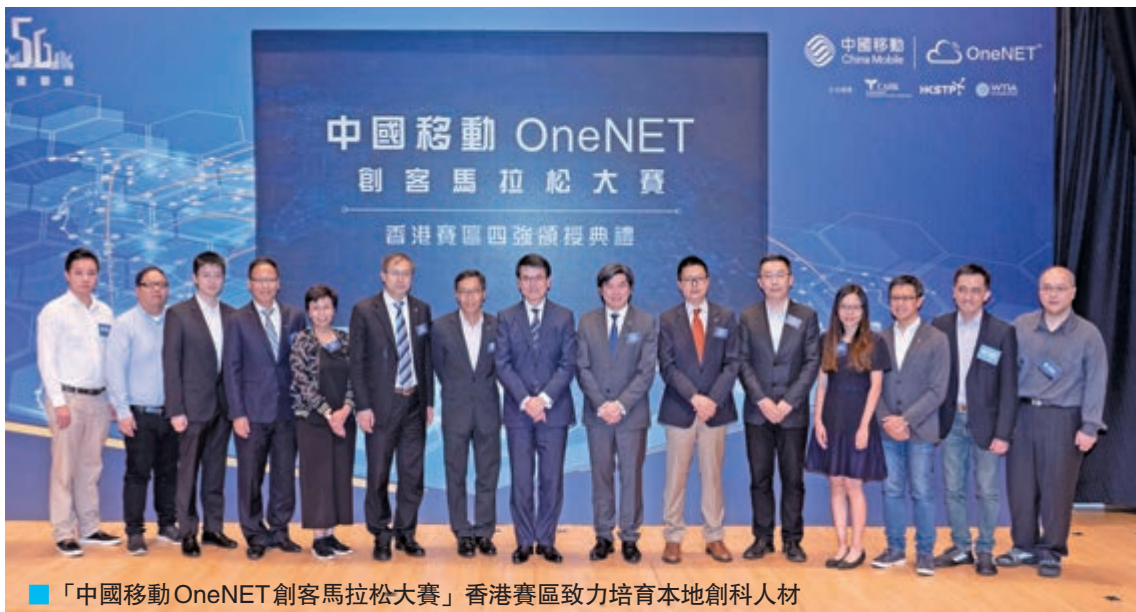 5G
中國移動
China Mobile
OneNET
HKSTP
WTIA
中國移動 OneNET
創客馬拉松大賽
香港賽區四強頒授典禮
■「中國移動OneNET創客馬拉松大賽」香港賽區致力培育本地創科人材